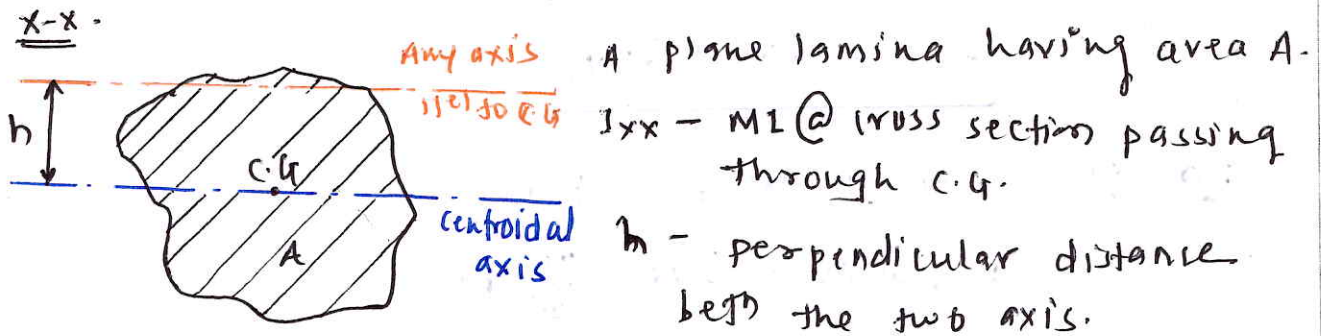 X-X.
Any axis
11el to C.G
h
C.G
A
Centroidal
axis
A plane lamina having area A.
Ixx - MI @ cross section passing
through C.G.
h - perpendicular distance
betn the two axis.